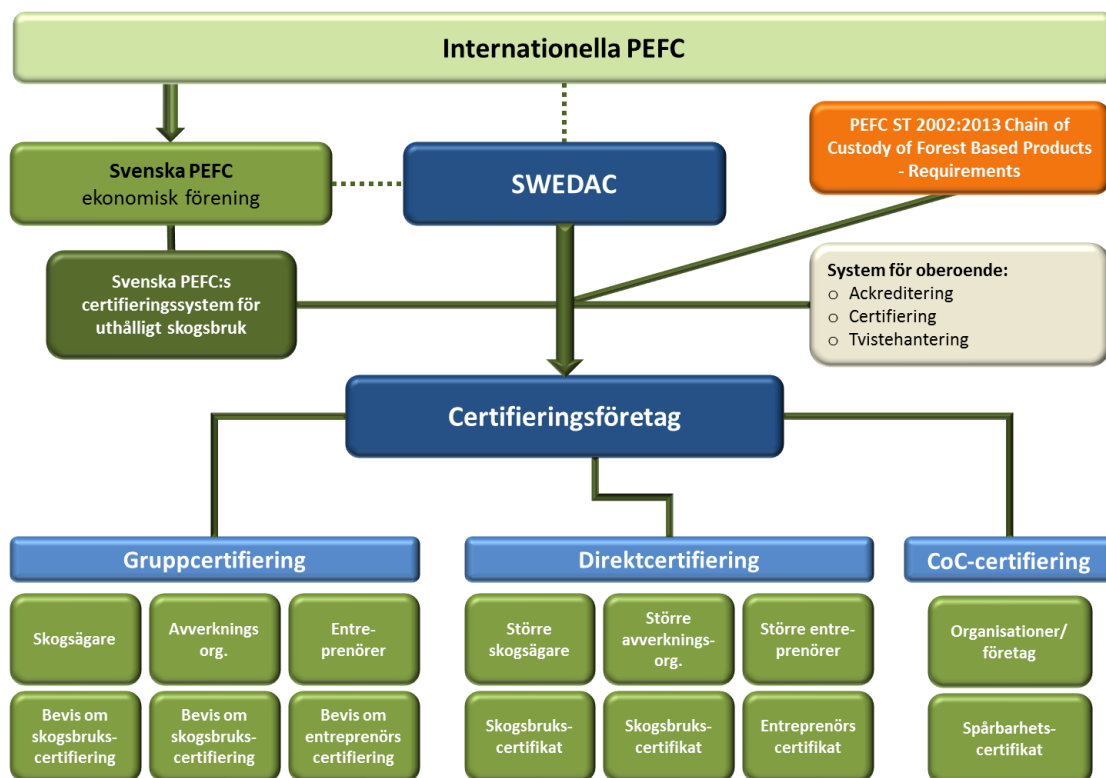 Internationella PEFC
PEFC ST 2002:2013 Chain of
Custody of Forest Based Products
- Requirements
Svenska PEFC
ekonomisk förening
SWEDAC
Svenska PEFC:s
certifieringssystem för
uthålligt skogsbruk
System för oberoende:
o Ackreditering
o Certifiering
o Tvistehantering
Certifieringsföretag
Gruppcertifiering
Direktcertifiering
CoC-certifiering
Skogsägare
Avverknings
org.
Entre-
prenörer
Större
skogsägare
Större
avverknings-
org.
Större entre-
prenörer
Organisationer/
företag
Bevis om
skogsbruks-
certifiering
Bevis om
skogsbruks-
certifiering
Bevis om
entreprenörs
certifiering
Skogsbruks-
certifikat
Skogsbruks-
certifikat
Entreprenörs
certifikat
Spårbarhets-
certifikat